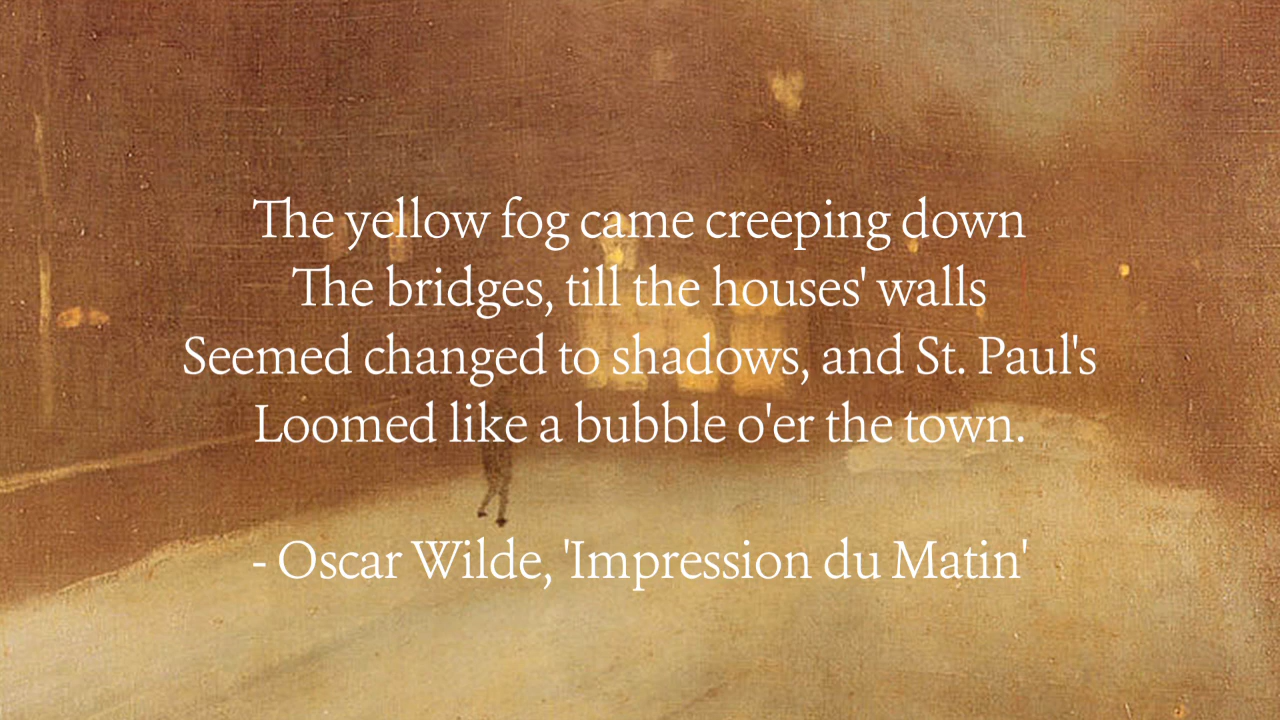 The yellow fog came creeping down
The bridges, till the houses' walls
Seemed changed to shadows, and St. Paul's
Loomed like a bubble o'er the town.
- Oscar Wilde, 'Impression du Matin'